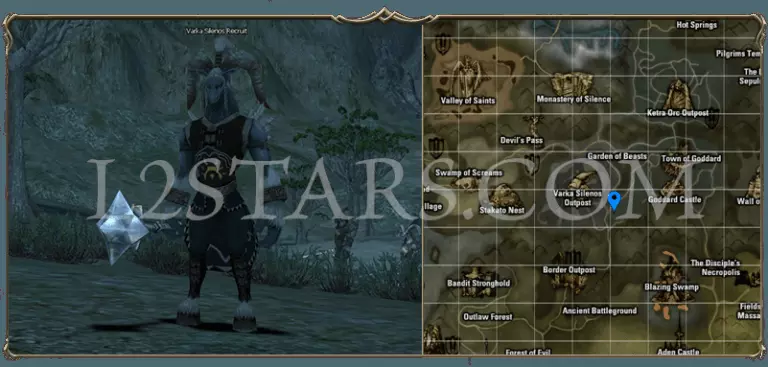 Varka Silenos Recruit
L2STARS.COM
Hot Springs
Pilgrims Tem
The
Sepul
Valley of Saints
Monastery of Silence
Ketra Orc Outpost
Devil's Pass
Garden of Beasts
Town of Goddard
Swamp of Screams
Varka Silenos
Outpost
Goddard Castle
Wall o
llage
Stakato Nest
The Disciple's
Necropolis
Border Outpost
Bandit Stronghold
Blazing Swamp
Fields
Massa
Outlaw Forest
Ancient Battleground
Forest of Evil
Aden Castle